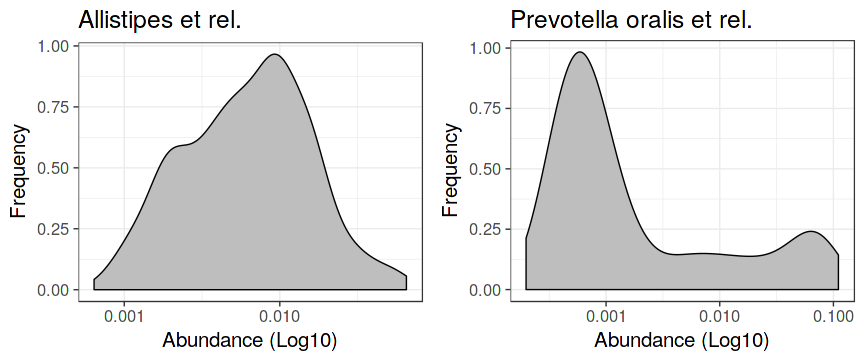 Allistipes et rel.
1.00
0.75
0.50
0.25
0.00
Frequency
0.001 0.010
Abundance (Log10)
Prevotella oralis et rel.
1.00
0.75
0.50
0.25
0.00
Frequency
0.001 0.010 0.100
Abundance (Log10)